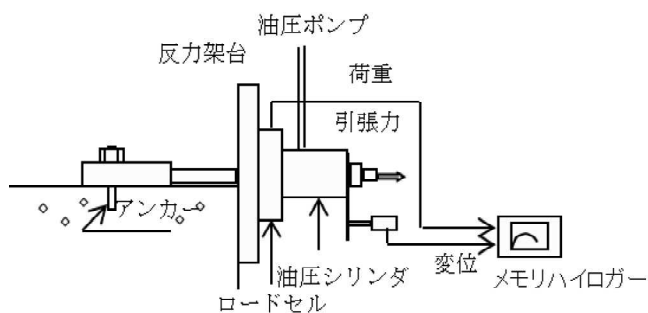 油圧ポンプ
反力架台
荷重
引張力
アンカー
油圧シリンダ
変位
メモリハイロガー
ロードセル